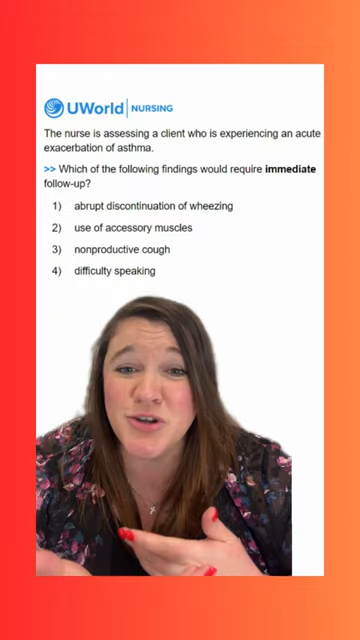 UWorld NURSING
The nurse is assessing a client who is experiencing an acute
exacerbation of asthma.
>> Which of the following findings would require immediate
follow-up?
1) abrupt discontinuation of wheezing
2) use of accessory muscles
3) nonproductive cough
4) difficulty speaking